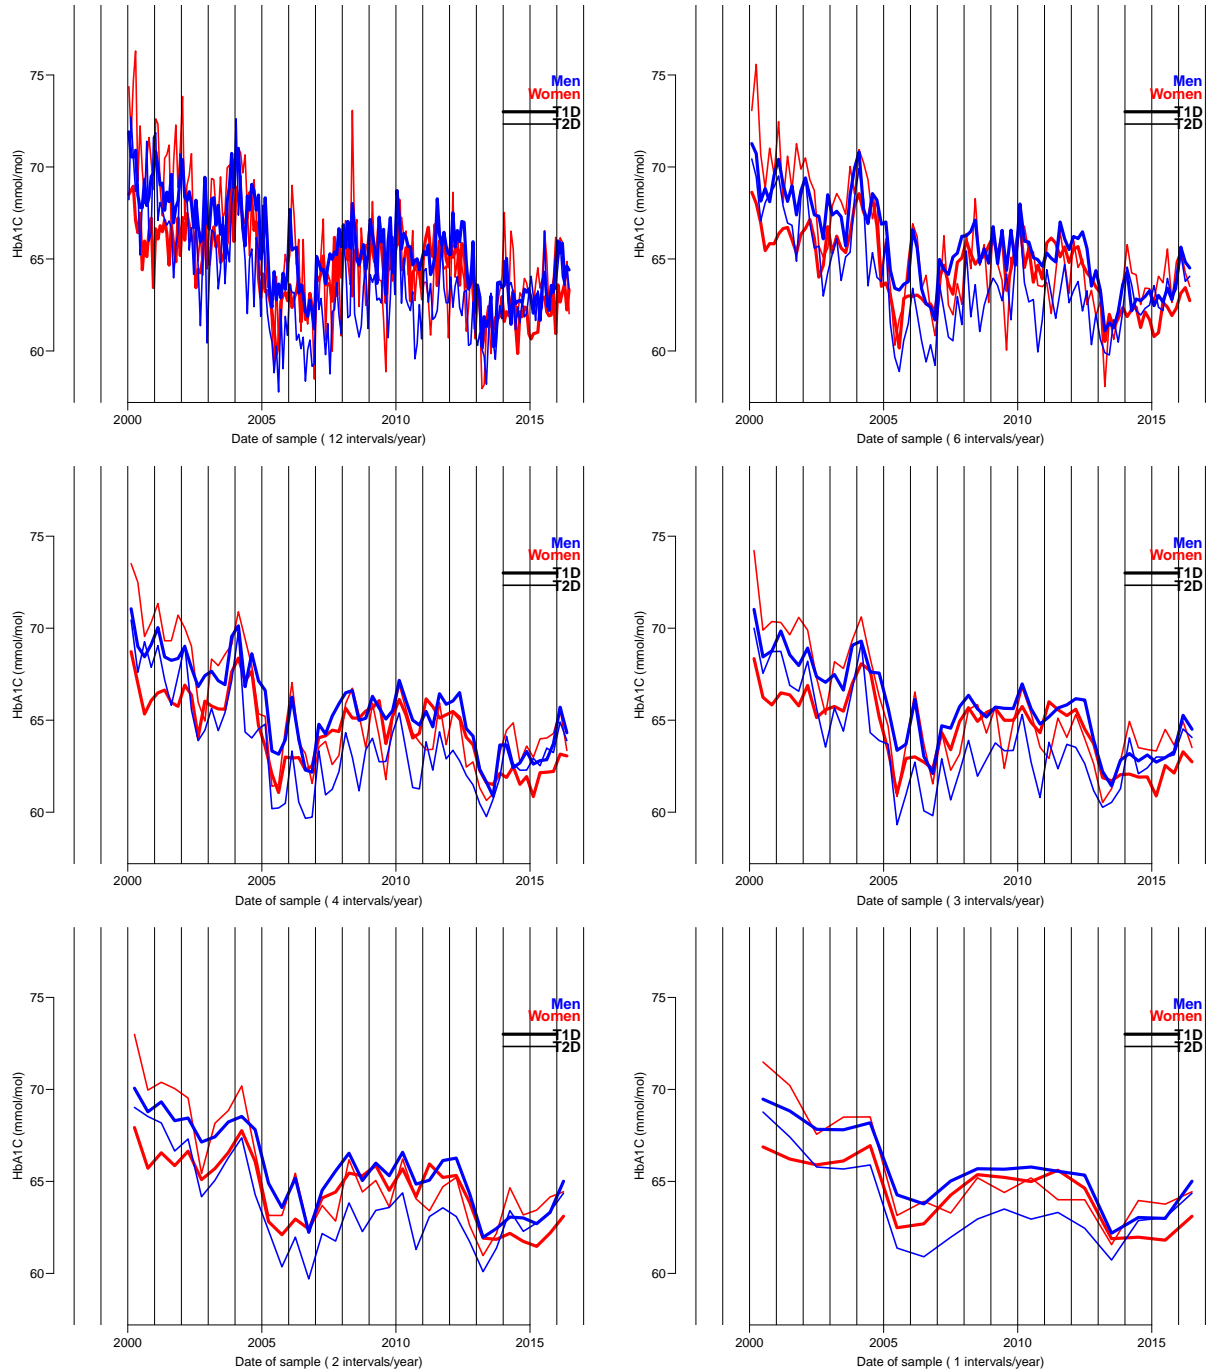 HbA1C (mmol/mol)
75
70
65
60
Men
Women
T1D
T2D
2000
2005
2010
2015
Date of sample ( 12 intervals/year)
HbA1C (mmol/mol)
75
70
65
60
Men
Women
T1D
T2D
2000
2005
2010
2015
Date of sample ( 6 intervals/year)
HbA1C (mmol/mol)
75
70
65
60
Men
Women
T1D
T2D
2000
2005
2010
2015
Date of sample ( 4 intervals/year)
HbA1C (mmol/mol)
75
70
65
60
Men
Women
T1D
T2D
2000
2005
2010
2015
Date of sample ( 3 intervals/year)
HbA1C (mmol/mol)
75
70
65
60
Men
Women
T1D
T2D
2000
2005
2010
2015
Date of sample ( 2 intervals/year)
HbA1C (mmol/mol)
75
70
65
60
Men
Women
T1D
T2D
2000
2005
2010
2015
Date of sample ( 1 intervals/year)